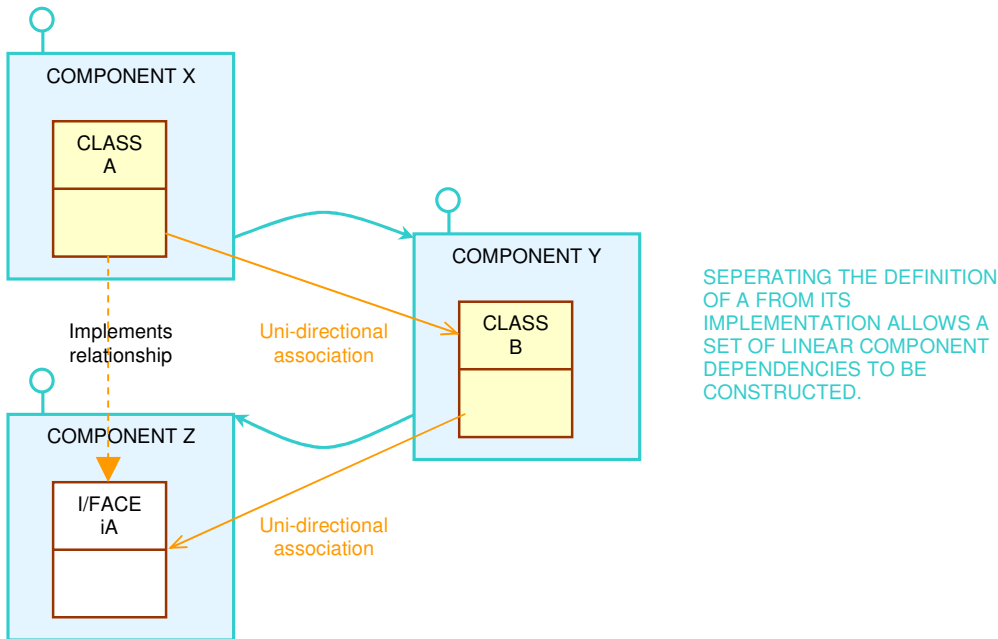 COMPONENT X
CLASS
A
COMPONENT Y
CLASS
B
Implements
relationship
Uni-directional
association
COMPONENT Z
I/FACE
iA
Uni-directional
association
SEPERATING THE DEFINITION
OF A FROM ITS
IMPLEMENTATION ALLOWS A
SET OF LINEAR COMPONENT
DEPENDENCIES TO BE
CONSTRUCTED.